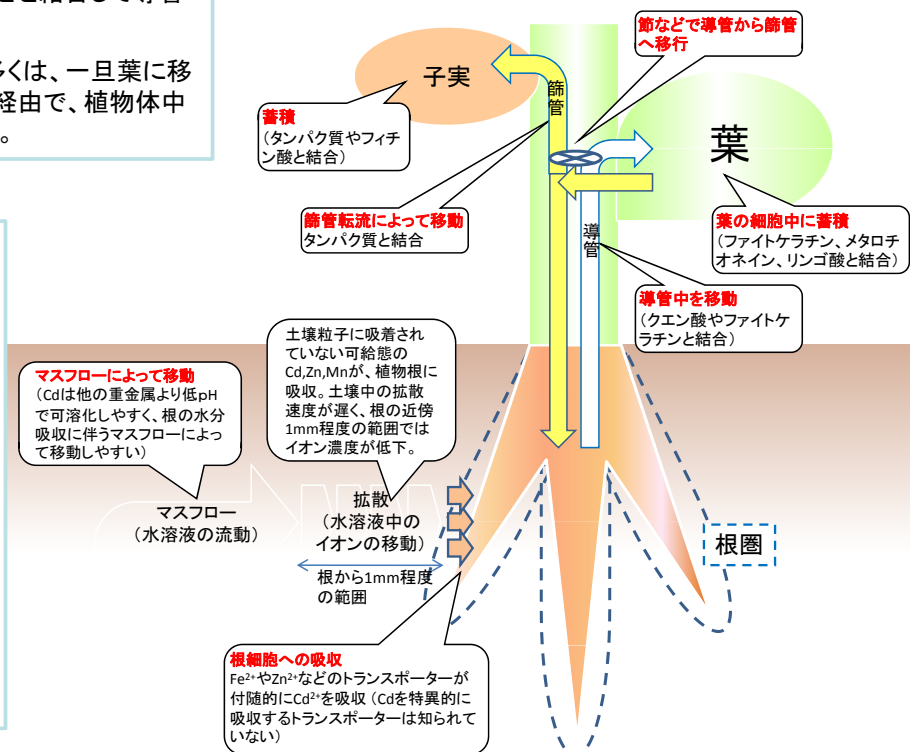 多くは、一旦葉に移
経由で、植物体中
。
節などで導管から篩管
へ移行
子実
篩管
蓄積
(タンパク質やフィチ
ン酸と結合)
葉
篩管転流によって移動
タンパク質と結合
導管
葉の細胞中に蓄積
(ファイトケラチン、メタロチ
オネイン、リンゴ酸と結合)
導管中を移動
(クエン酸やファイトケ
ラチンと結合)
マスフローによって移動
(Cdは他の重金属より低pH
で可溶化しやすく、根の水分
吸収に伴うマスフローによっ
て移動しやすい)
土壌粒子に吸着され
ていない可給態の
Cd,Zn,Mnが、植物根に
吸収。土壌中の拡散
速度が遅く、根の近傍
1mm程度の範囲では
イオン濃度が低下。
マスフロー
(水溶液の流動)
拡散
(水溶液中の
イオンの移動)
根から1mm程度
の範囲
根圏
根細胞への吸収
Fe²⁺やZn²⁺などのトランスポーターが
付随的にCd²⁺を吸収 (Cdを特異的に
吸収するトランスポーターは知られて
いない)